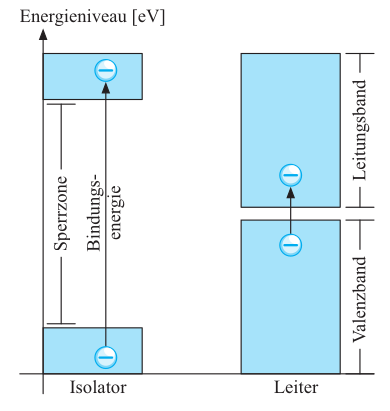 Energieniveau [eV]
Sperrzone
Bindungs-
energie
Leitungsband
Valenzband
Isolator
Leiter